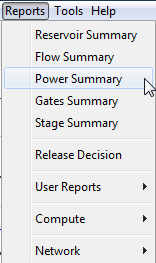 Reports Tools Help
Reservoir Summary
Flow Summary
Power Summary
Gates Summary
Stage Summary
Release Decision
User Reports
Compute
Network